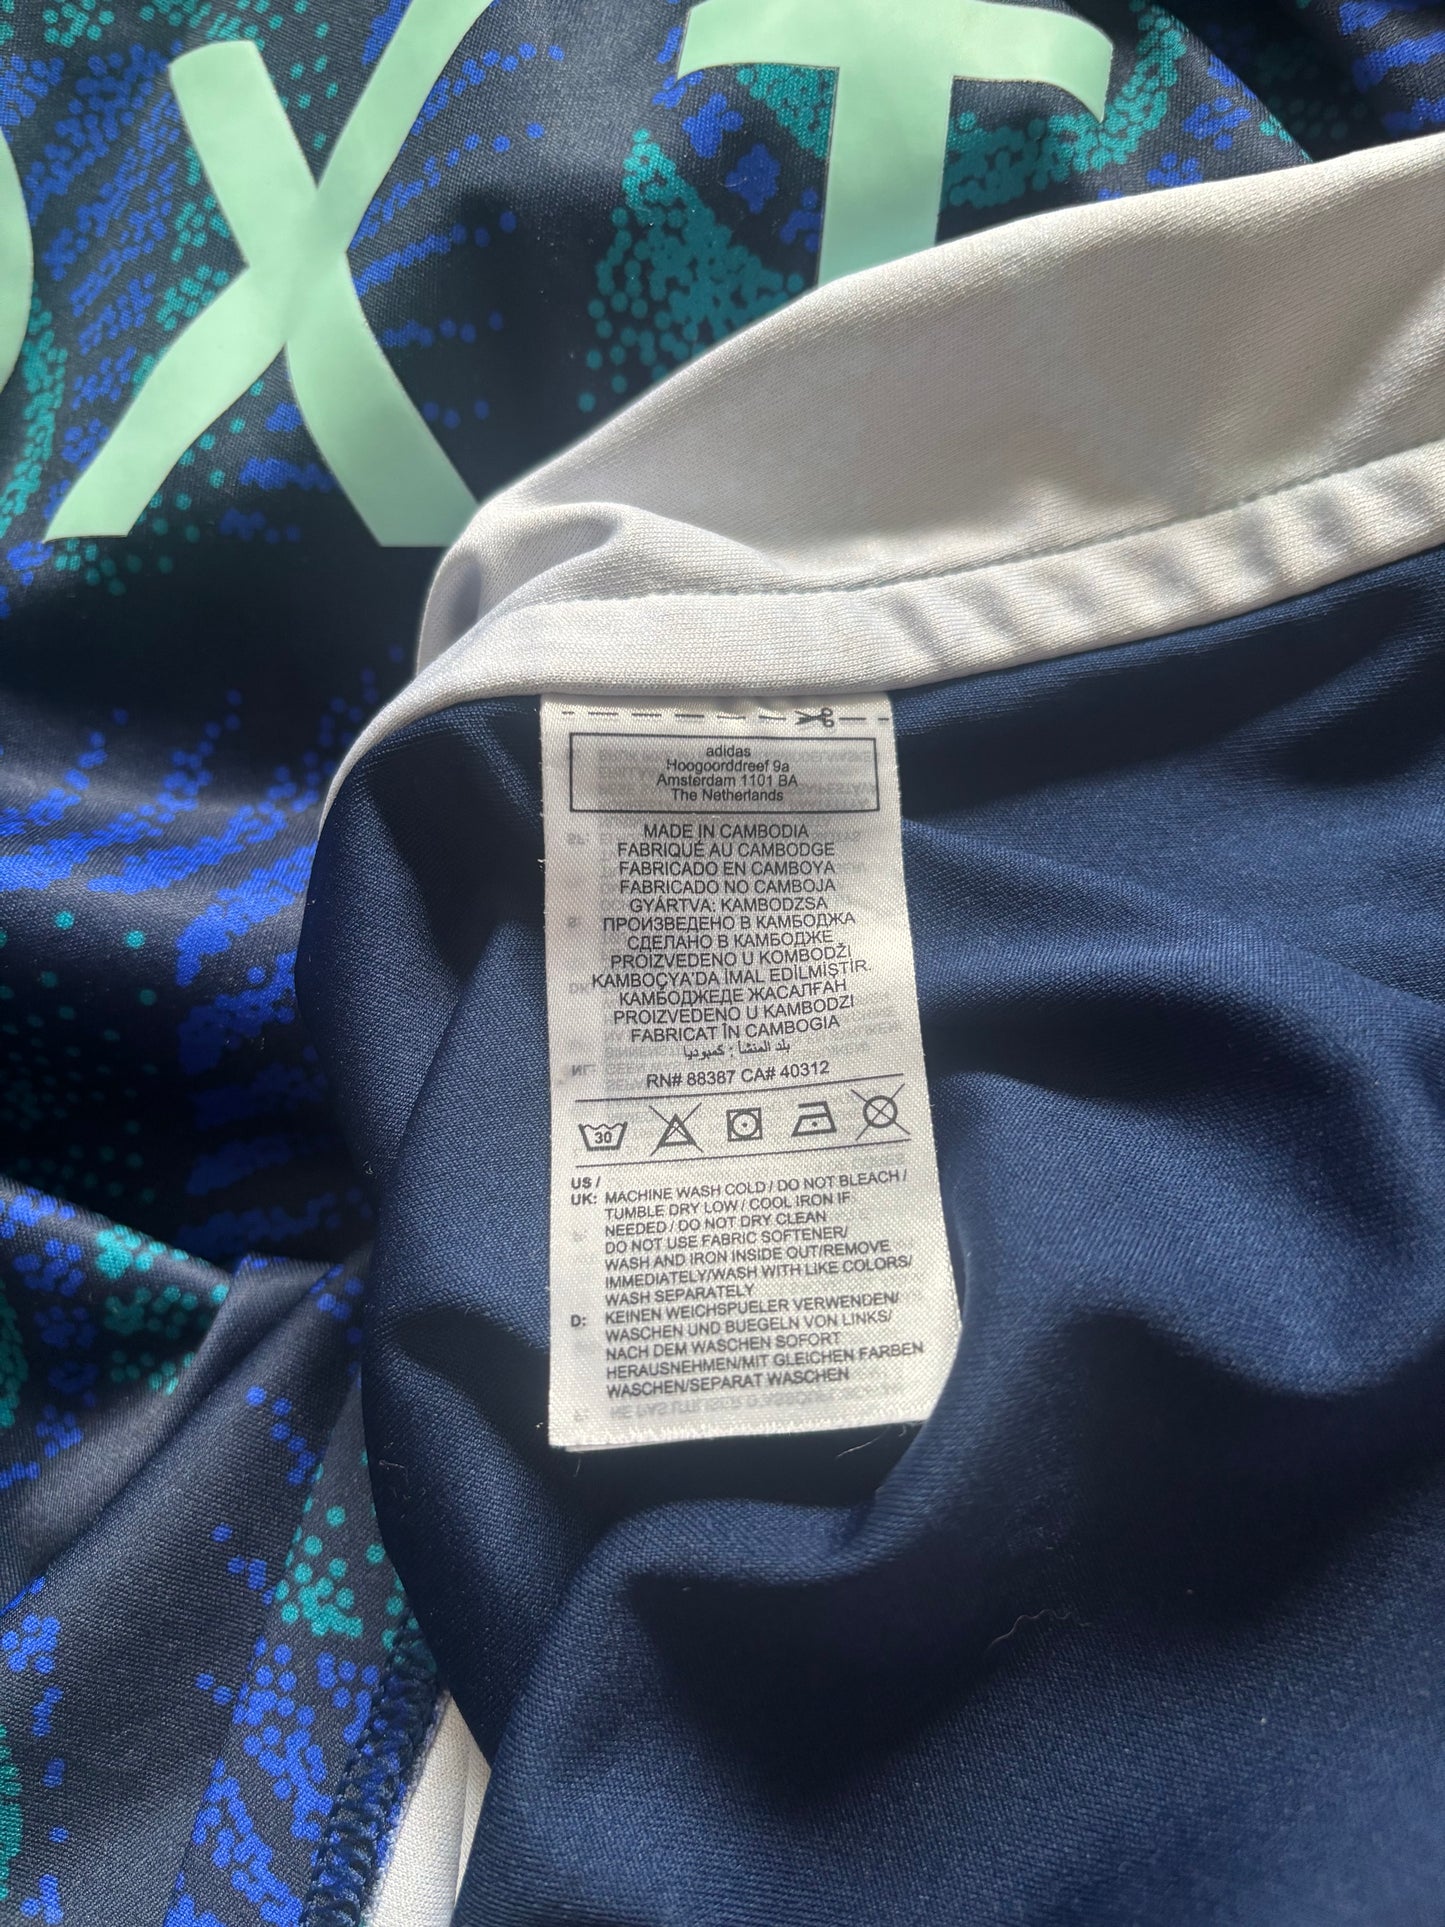 XT
adidas
Hoogoorddreef 9a
Amsterdam 1101 BA
The Netherlands
MADE IN CAMBODIA
FABRIQUÉ AU CAMBODGE
FABRICADO EN CAMBOYA
FABRICADO NO CAMBOJA
GYÁRTVA: KAMBODZSA
ПРОИЗВЕДЕНО В КАМБОДЖА
СДЕЛАНО В КАМБОДЖЕ
PROIZVEDENO U KOMBODŽI
KAMBOÇYA'DA İMAL EDİLMİŞTİR.
КАМБОДЖЕДЕ ЖАСАЛҒАН
PROIZVEDENO U KAMBODZI
FABRICAT ÎN CAMBOGIA
بلد المنشأ : كمبوديا
RN# 88387 CA# 40312
30
US /
UK: MACHINE WASH COLD / DO NOT BLEACH /
TUMBLE DRY LOW / COOL IRON IF
NEEDED / DO NOT DRY CLEAN
DO NOT USE FABRIC SOFTENER/
WASH AND IRON INSIDE OUT/REMOVE
IMMEDIATELY/WASH WITH LIKE COLORS/
WASH SEPARATELY
D: KEINEN WEICHSPUELER VERWENDEN/
WASCHEN UND BUEGELN VON LINKS/
NACH DEM WASCHEN SOFORT
HERAUSNEHMEN/MIT GLEICHEN FARBEN
WASCHEN/SEPARAT WASCHEN